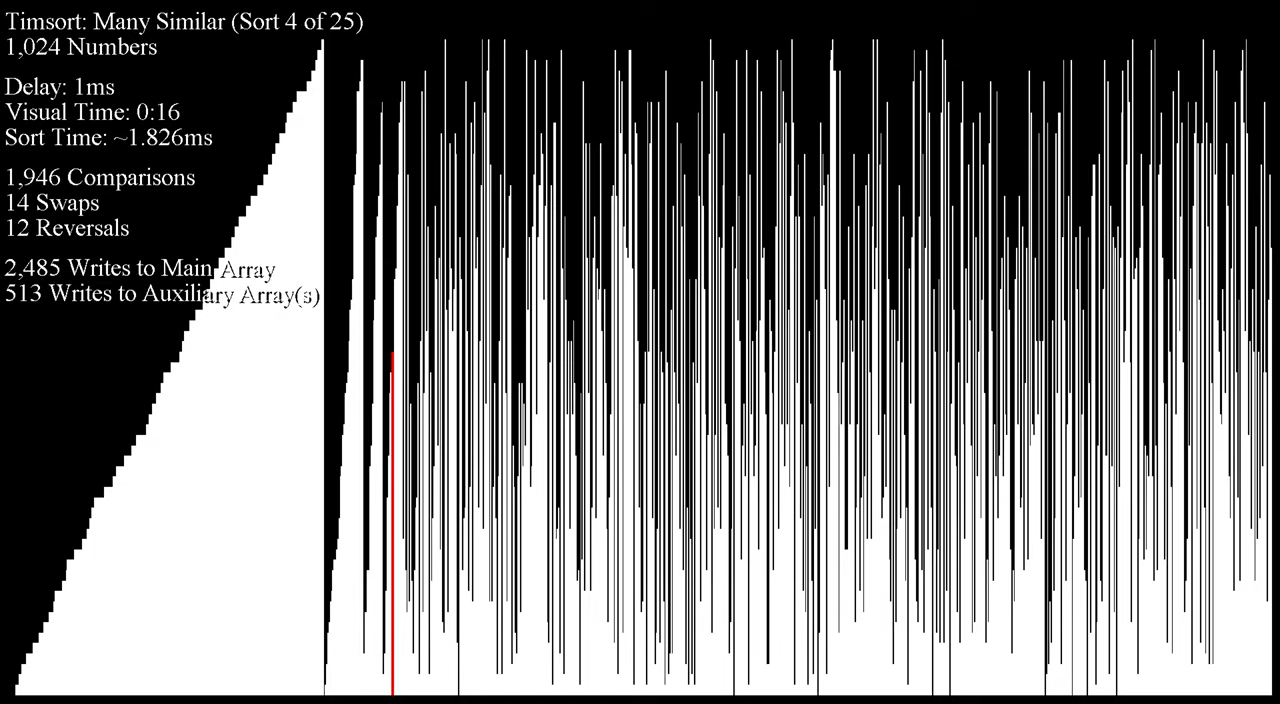 Timsort: Many Similar (Sort 4 of 25)
1,024 Numbers
Delay: 1ms
Visual Time: 0:16
Sort Time: ~1.826ms
1,946 Comparisons
14 Swaps
12 Reversals
2,485 Writes to Main Array
513 Writes to Auxiliary Array(s)